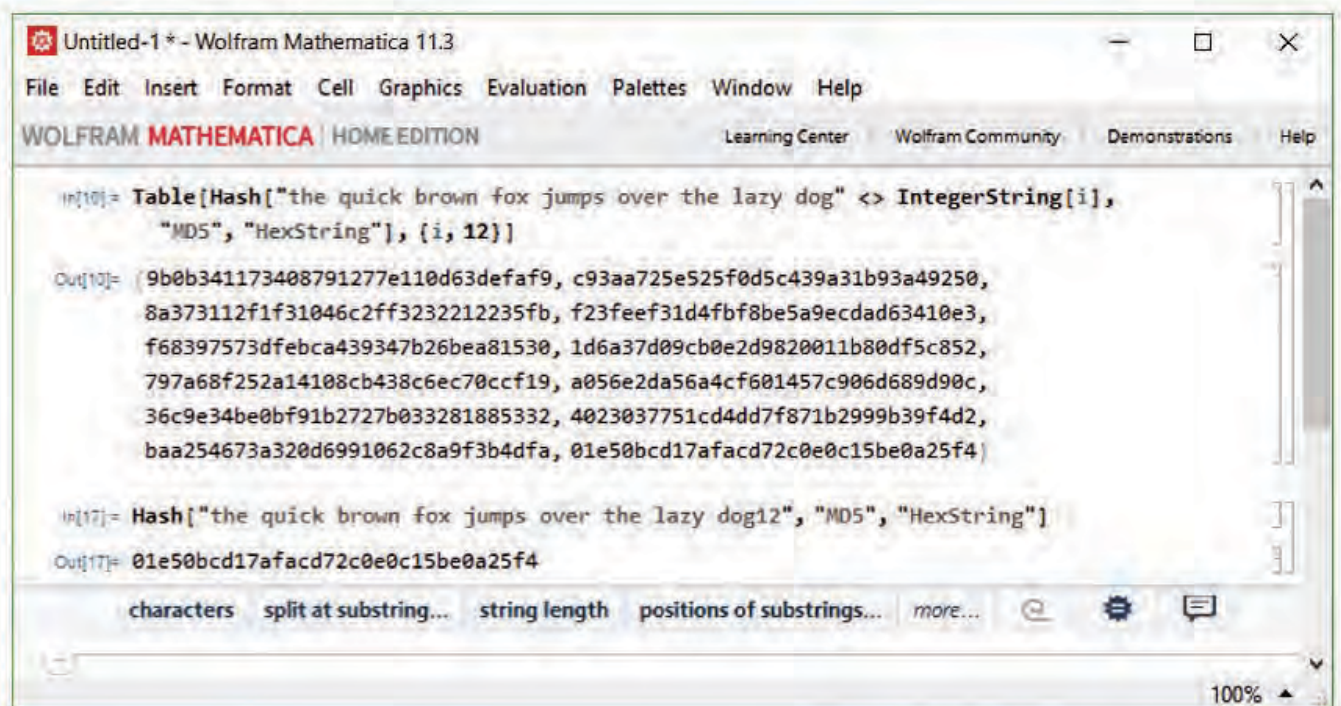 Untitled-1 * - Wolfram Mathematica 11.3
File Edit Insert Format Cell Graphics Evaluation Palettes Window Help
WOLFRAM MATHEMATICA | HOME EDITION Learning Center Wolfram Community Demonstrations Help
In[10]:= Table[Hash["the quick brown fox jumps over the lazy dog" <> IntegerString[i],
"MD5", "HexString"], {i, 12}]
Out[10]= {9b0b341173408791277e110d63defaf9, c93aa725e525f0d5c439a31b93a49250,
8a373112f1f31046c2ff3232212235fb, f23feef31d4fbf8be5a9ecdad63410e3,
f68397573dfebca439347b26bea81530, 1d6a37d09cb0e2d9820011b80df5c852,
797a68f252a14108cb438c6ec70ccf19, a056e2da56a4cf601457c906d689d90c,
36c9e34be0bf91b2727b033281885332, 4023037751cd4dd7f871b2999b39f4d2,
baa254673a320d6991062c8a9f3b4dfa, 01e50bcd17afacd72c0e0c15be0a25f4}
In[17]:= Hash["the quick brown fox jumps over the lazy dog12", "MD5", "HexString"]
Out[17]= 01e50bcd17afacd72c0e0c15be0a25f4
characters split at substring... string length positions of substrings... more...
100%